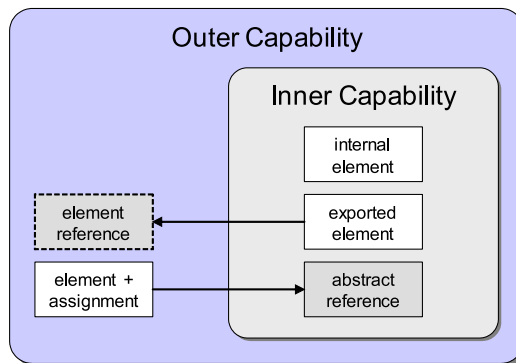 Outer Capability
Inner Capability
internal
element
element
reference
exported
element
element +
assignment
abstract
reference